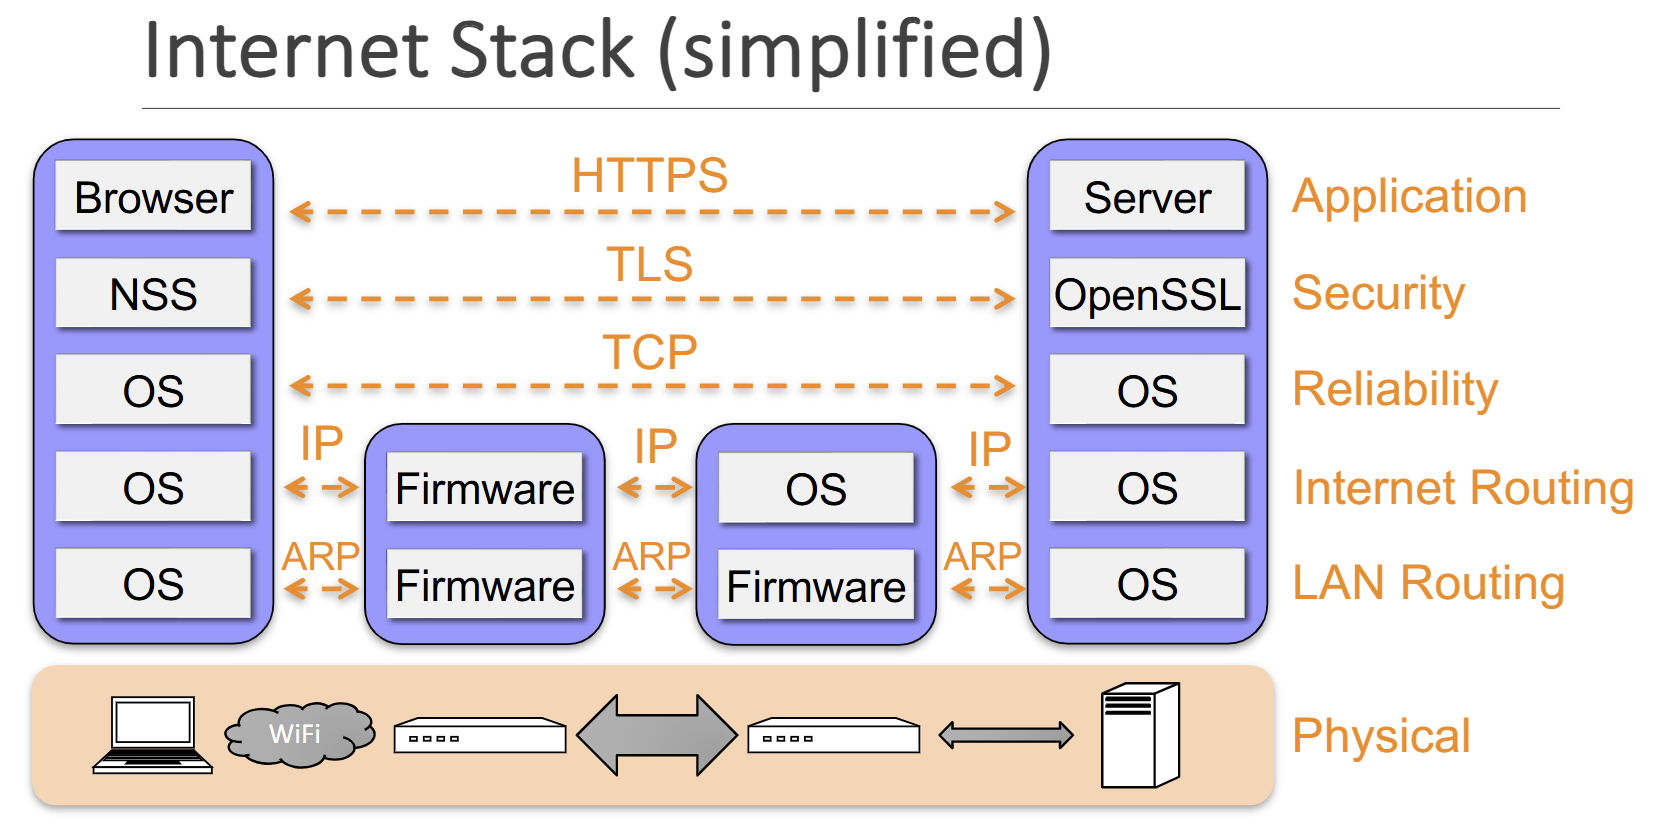 Internet Stack (simplified)
Browser
HTTPS
Server
Application
NSS
TLS
OpenSSL
Security
OS
TCP
OS
Reliability
OS
IP
Firmware
IP
OS
IP
OS
Internet Routing
OS
ARP
Firmware
ARP
Firmware
ARP
OS
LAN Routing
WiFi
Physical